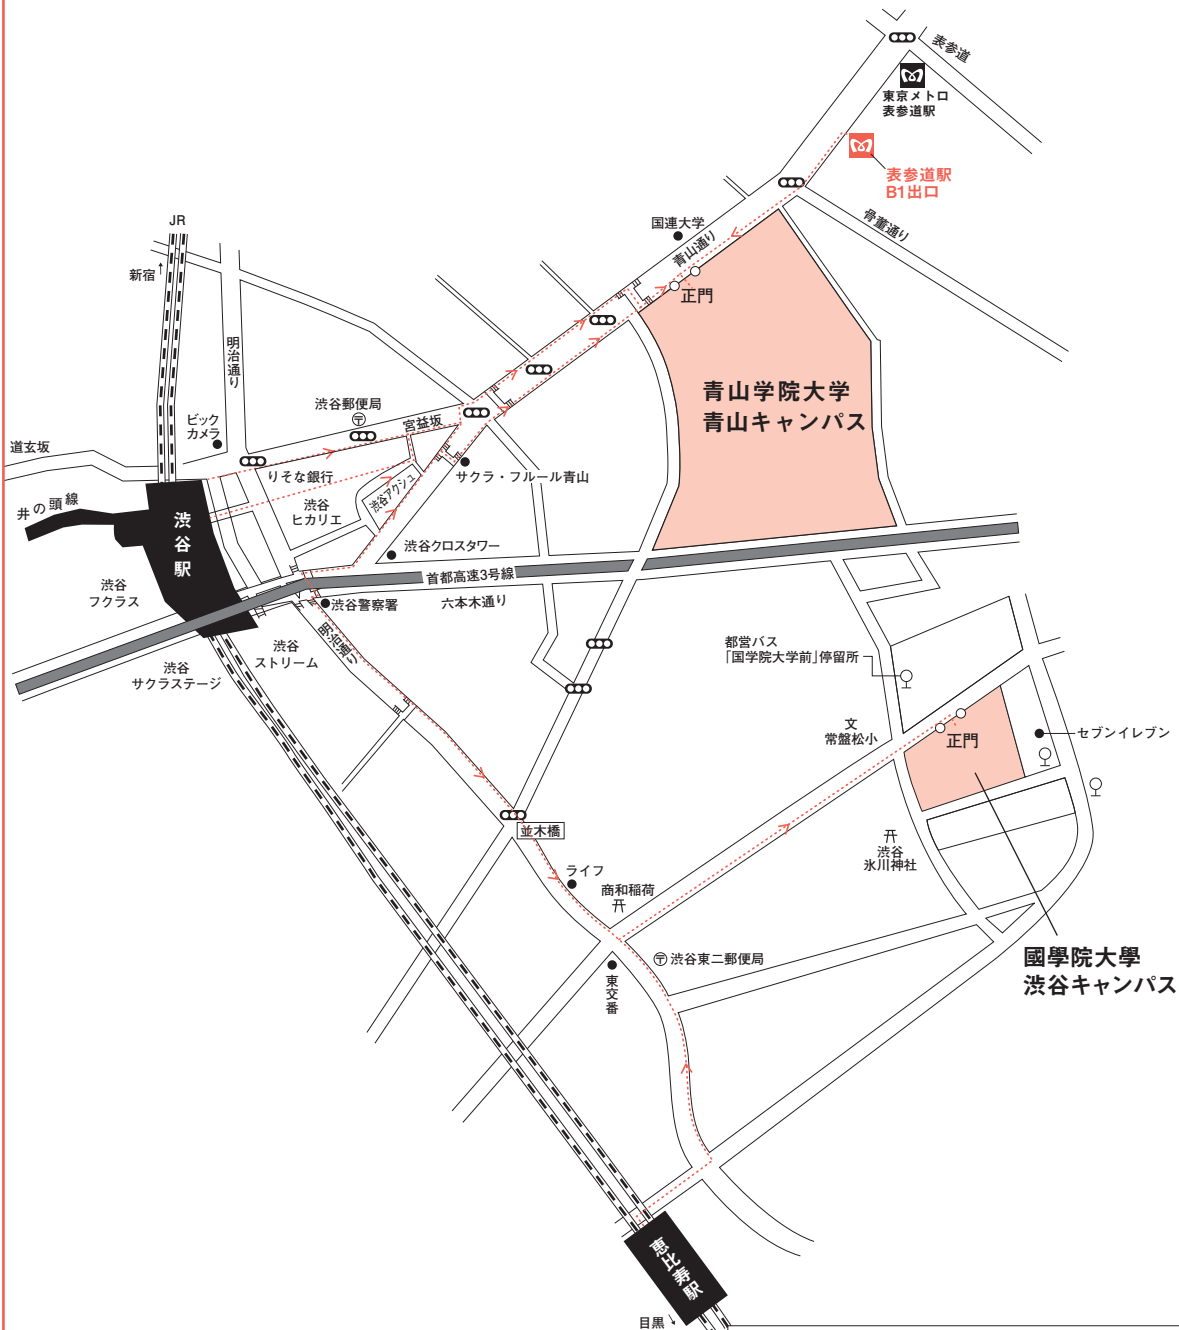 表参道
東京メトロ
表参道駅
表参道駅
B1出口
骨董通り
国連大学
青山通り
正門
JR
新宿
明治通り
青山学院大学
青山キャンパス
渋谷郵便局
〒
宮益坂
ビック
カメラ
道玄坂
りそな銀行
サクラ・フルール青山
渋谷アクシュ
井の頭線
渋谷
ヒカリエ
渋谷駅
渋谷クロスタワー
首都高速3号線
六本木通り
渋谷
フクラス
渋谷警察署
明治通り
渋谷
ストリーム
渋谷
サクラステージ
都営バス
「国学院大学前」停留所
文
常盤松小
正門
セブンイレブン
並木橋
渋谷
氷川神社
ライフ
商和稲荷
國學院大學
渋谷キャンパス
〒渋谷東二郵便局
東交番
恵比寿駅
目黒